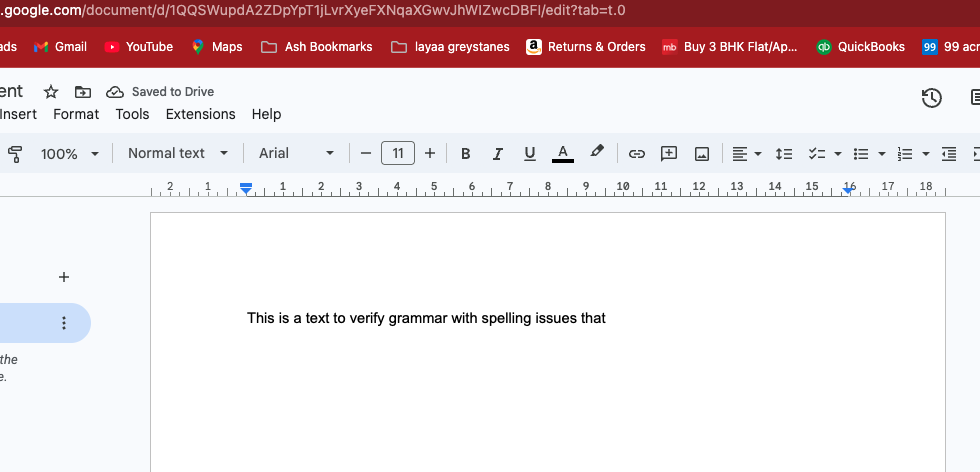 .google.com/document/d/1QQSWupdA2ZDpYpT1jLvrXyeFXNqaXGwvJhWIZwcDBFI/edit?tab=t.0
ads Gmail YouTube Maps Ash Bookmarks layaa greystanes Returns & Orders mb Buy 3 BHK Flat/Ap... qb QuickBooks 99 99 acr
ent Saved to Drive
Insert Format Tools Extensions Help
100% Normal text Arial 11 B I U A
2 1 1 2 3 4 5 6 7 8 9 10 11 12 13 14 15 16 17 18
This is a text to verify grammar with spelling issues that
the
e.